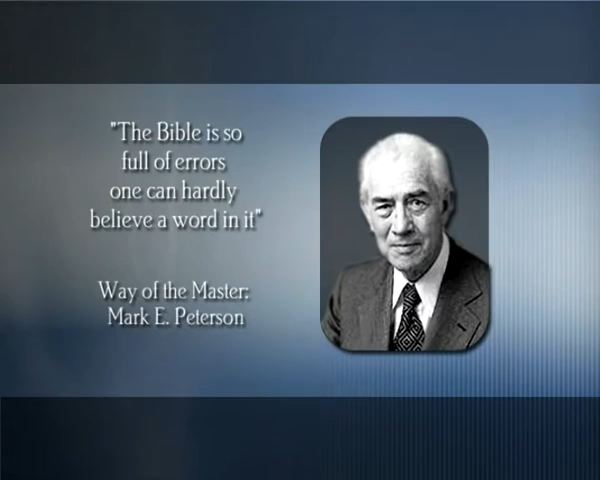 "The Bible is so
full of errors
one can hardly
believe a word in it"
Way of the Master:
Mark E. Peterson